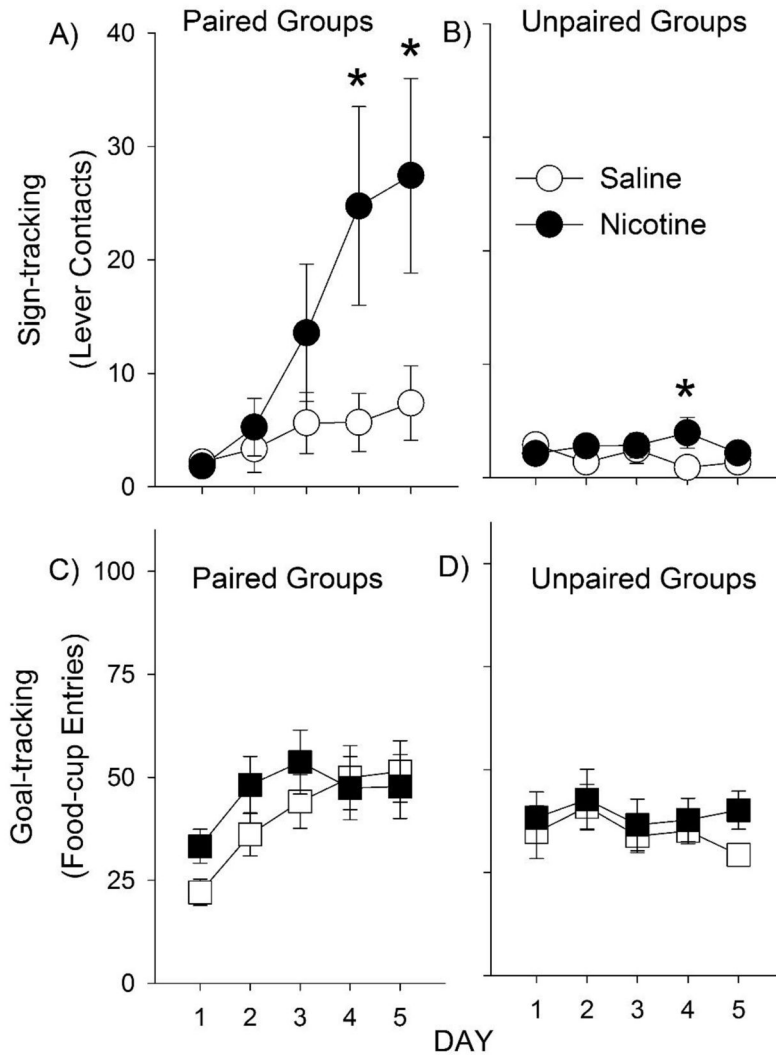 A) Paired Groups
B) Unpaired Groups
40
*
*
30
Saline
Nicotine
20
10
*
0
Sign-tracking
(Lever Contacts)
C) Paired Groups
D) Unpaired Groups
100
75
50
25
0
Goal-tracking
(Food-cup Entries)
1 2 3 4 5
1 2 3 4 5
DAY